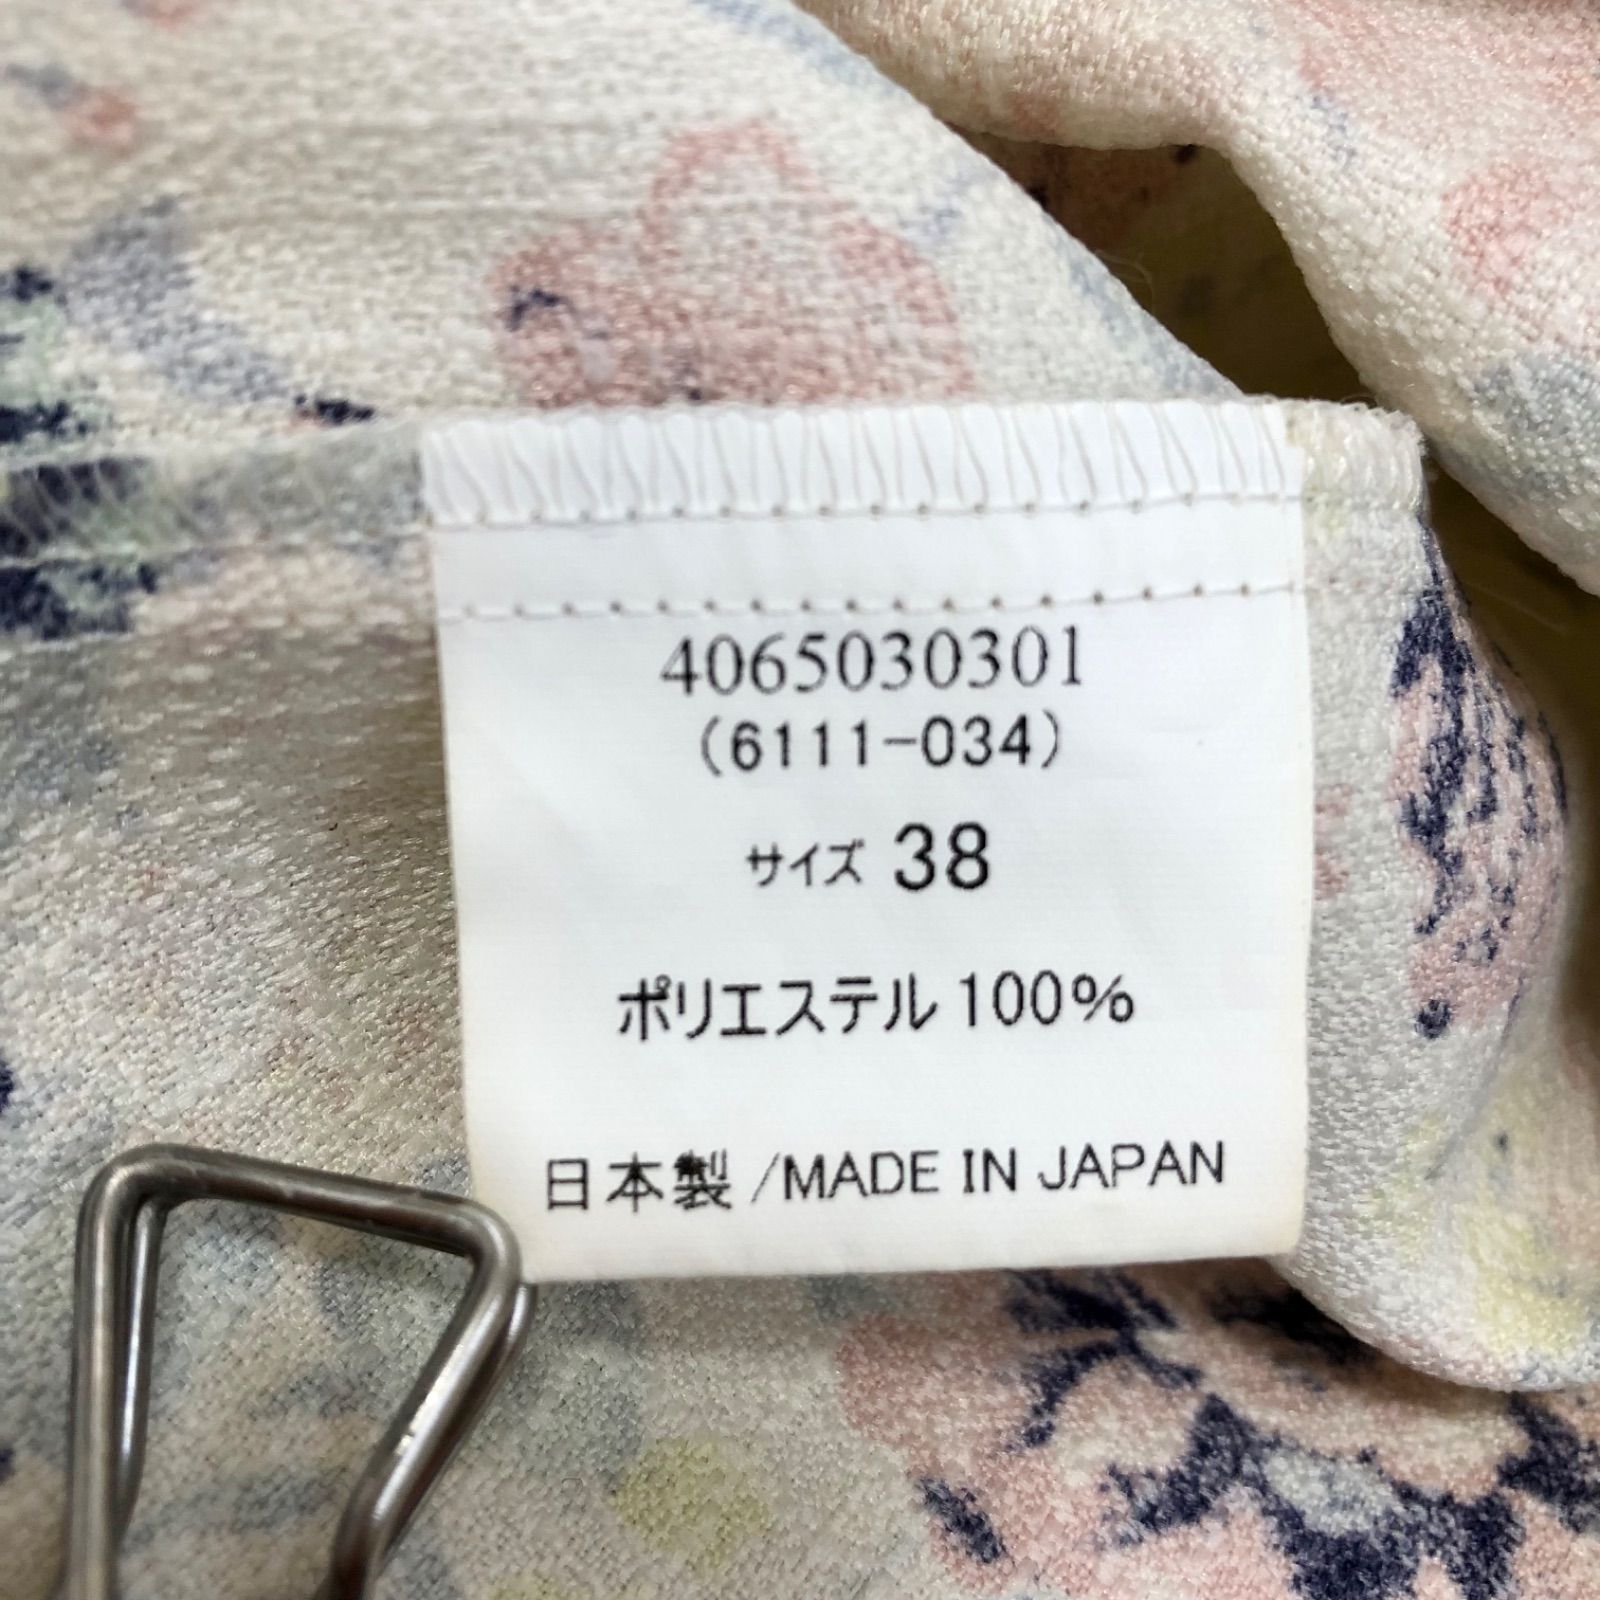 4065030301
(6111-034)
サイズ 38
ポリエステル 100%
日本製 /MADE IN JAPAN